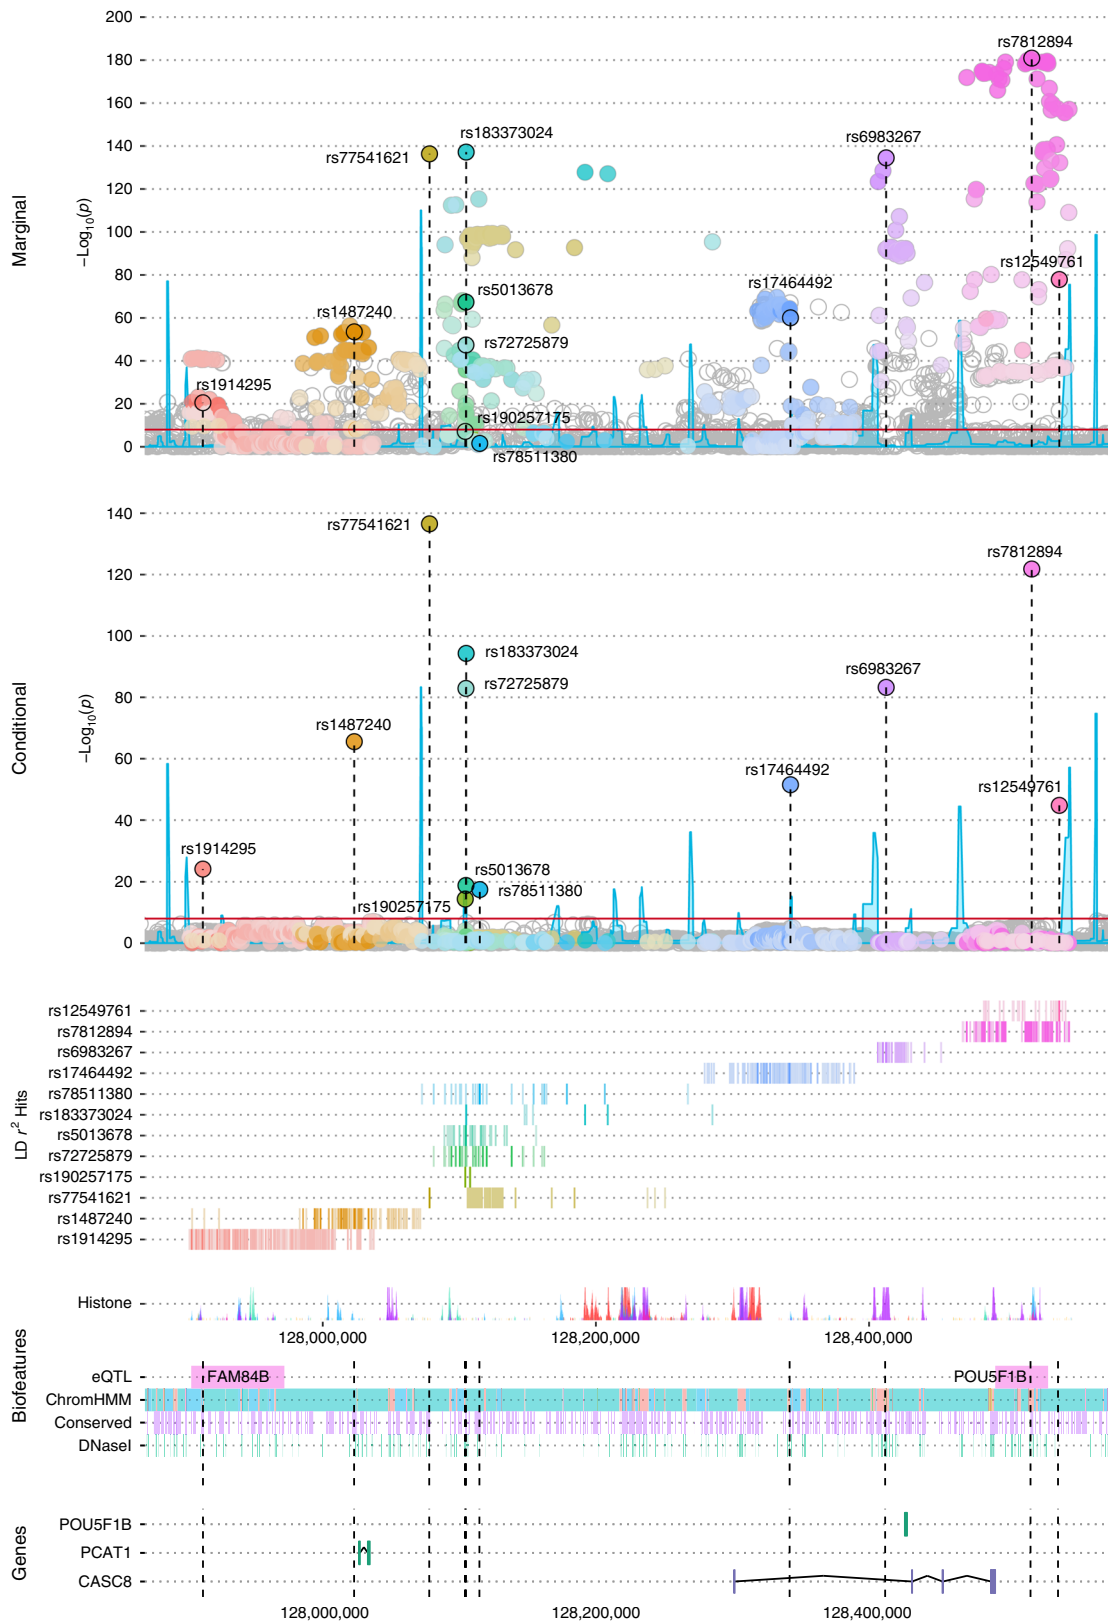 Marginal
−Log10(p)
200
180
160
140
120
100
80
60
40
20
0
rs7812894
rs183373024
rs77541621
rs6983267
rs12549761
rs5013678
rs17464492
rs1487240
rs72725879
rs1914295
rs190257175
rs78511380
Conditional
−Log10(p)
140
120
100
80
60
40
20
0
rs77541621
rs7812894
rs183373024
rs72725879
rs6983267
rs1487240
rs17464492
rs12549761
rs1914295
rs5013678
rs78511380
rs190257175
LD r² Hits
rs12549761
rs7812894
rs6983267
rs17464492
rs78511380
rs183373024
rs5013678
rs72725879
rs190257175
rs77541621
rs1487240
rs1914295
Biofeatures
Histone
128,000,000 128,200,000 128,400,000
eQTL FAM84B POU5F1B
ChromHMM
Conserved
DNaseI
Genes
POU5F1B
PCAT1
CASC8
128,000,000 128,200,000 128,400,000